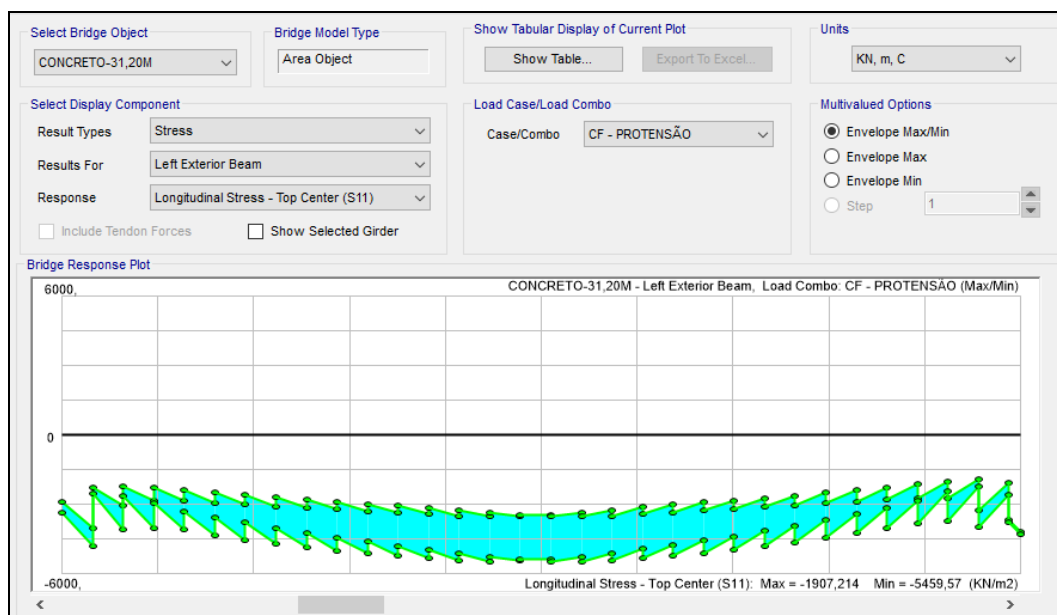 Select Bridge Object
CONCRETO-31,20M
Bridge Model Type
Area Object
Show Tabular Display of Current Plot
Show Table...
Export To Excel...
Units
KN, m, C
Select Display Component
Result Types
Stress
Results For
Left Exterior Beam
Response
Longitudinal Stress - Top Center (S11)
Include Tendon Forces
Show Selected Girder
Load Case/Load Combo
Case/Combo
CF - PROTENSÃO
Multivalued Options
Envelope Max/Min
Envelope Max
Envelope Min
Step
1
Bridge Response Plot
6000,
CONCRETO-31,20M - Left Exterior Beam, Load Combo: CF - PROTENSÃO (Max/Min)
0
-6000,
Longitudinal Stress - Top Center (S11): Max = -1907,214 Min = -5459,57 (KN/m2)